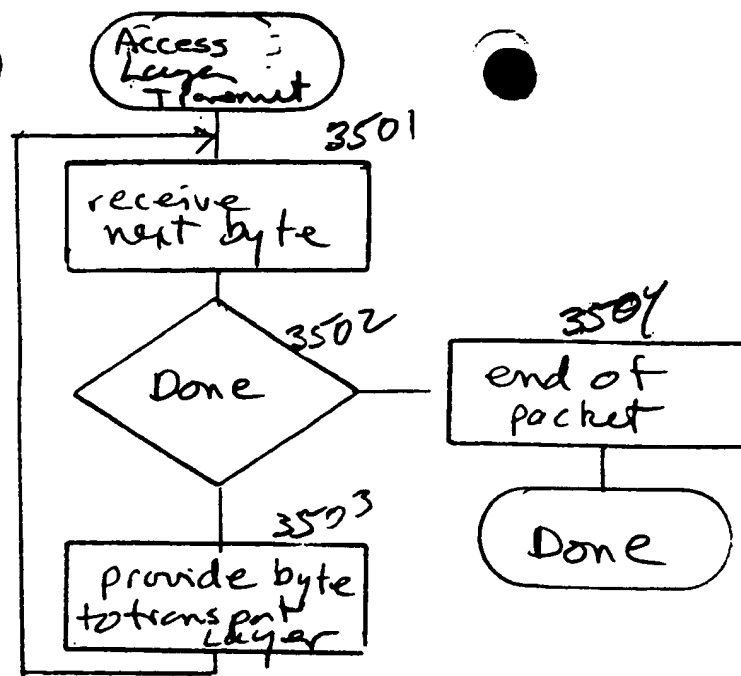 Access
Layer
Transmit
3501
receive
next byte
3502
Done
3503
provide byte
to transport
Layer
3504
end of
packet
Done